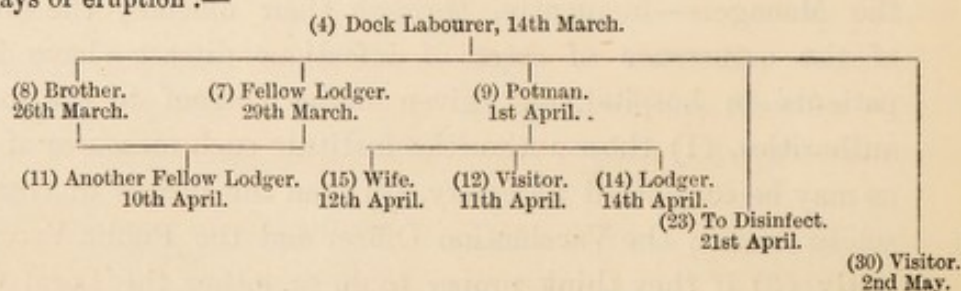 days of eruption :—
(4) Dock Labourer, 14th March.
(8) Brother. (7) Fellow Lodger. (9) Potman.
26th March. 29th March. 1st April. .
(11) Another Fellow Lodger. (15) Wife. (12) Visitor. (14) Lodger.
10th April. 12th April. 11th April. 14th April.
(23) To Disinfect.
21st April.
(30) Visitor.
2nd May.